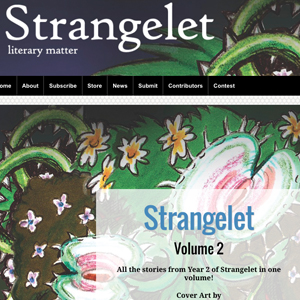 Strangelet
literary matter
ome About Subscribe Store News Submit Contributors Contest
Strangelet
Volume 2
All the stories from Year 2 of Strangelet in one
volume!
Cover Art by